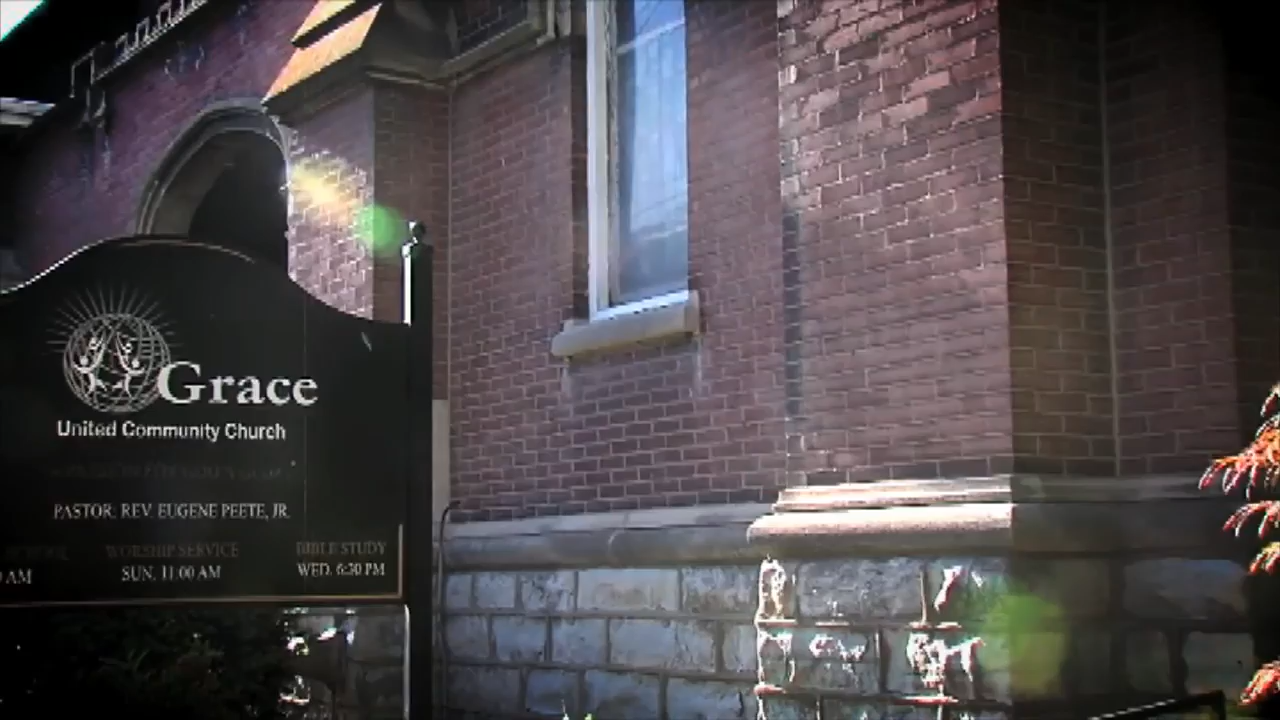 Grace
United Community Church
PASTOR: REV. EUGENE PEETE, JR.
WORSHIP SERVICE BIBLE STUDY
AM SUN. 11:00 AM WED. 6:30 PM